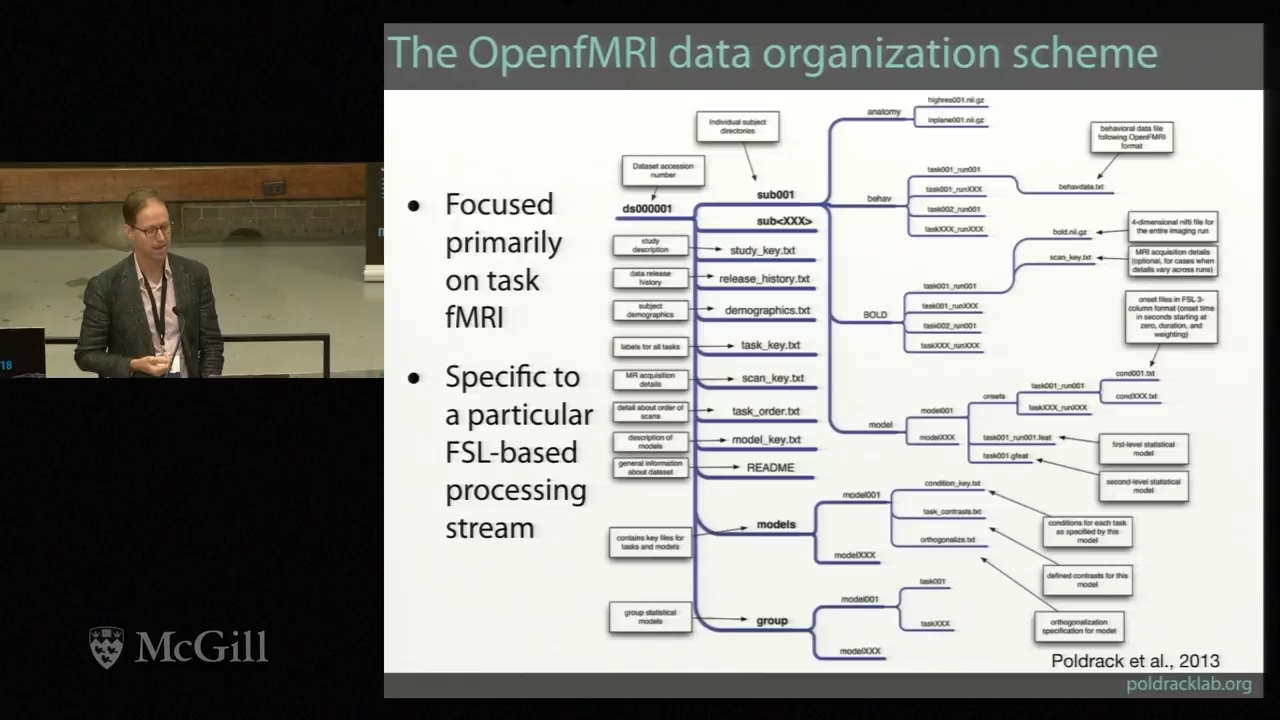 The OpenfMRI data organization scheme
• Focused
primarily
on task
fMRI
• Specific to
a particular
FSL-based
processing
stream
Individual subject
directories
Dataset accession
number
ds000001
sub001
sub<XXX>
study
description
study_key.txt
data release
history
release_history.txt
subject
demographics
demographics.txt
labels for all tasks
task_key.txt
MR acquisition
details
scan_key.txt
detail about order of
scans
task_order.txt
description of
models
model_key.txt
general information
about dataset
README
contains key files for
tasks and models
models
group statistical
models
group
anatomy
highres001.nii.gz
inplane001.nii.gz
behav
task001_run001
task001_runXXX
task002_run001
taskXXX_runXXX
behavdata.txt
behavioral data file
following OpenFMRI
format
BOLD
task001_run001
task001_runXXX
task002_run001
taskXXX_runXXX
bold.nii.gz
scan_key.txt
4-dimensional nifti file for
the entire imaging run
MRI acquisition details
(optional, for cases when
details vary across runs)
onset files in FSL 3-
column format (onset time
in seconds starting at
zero, duration, and
weighting)
model
model001
modelXXX
onsets
task001_run001
taskXXX_runXXX
cond001.txt
condXXX.txt
task001_run001.feat
task001.gfeat
first-level statistical
model
second-level statistical
model
model001
modelXXX
condition_key.txt
task_contrasts.txt
orthogonalize.txt
conditions for each task
as specified by this
model
defined contrasts for this
model
orthogonalization
specification for model
model001
modelXXX
task001
taskXXX
Poldrack et al., 2013
poldracklab.org
McGill